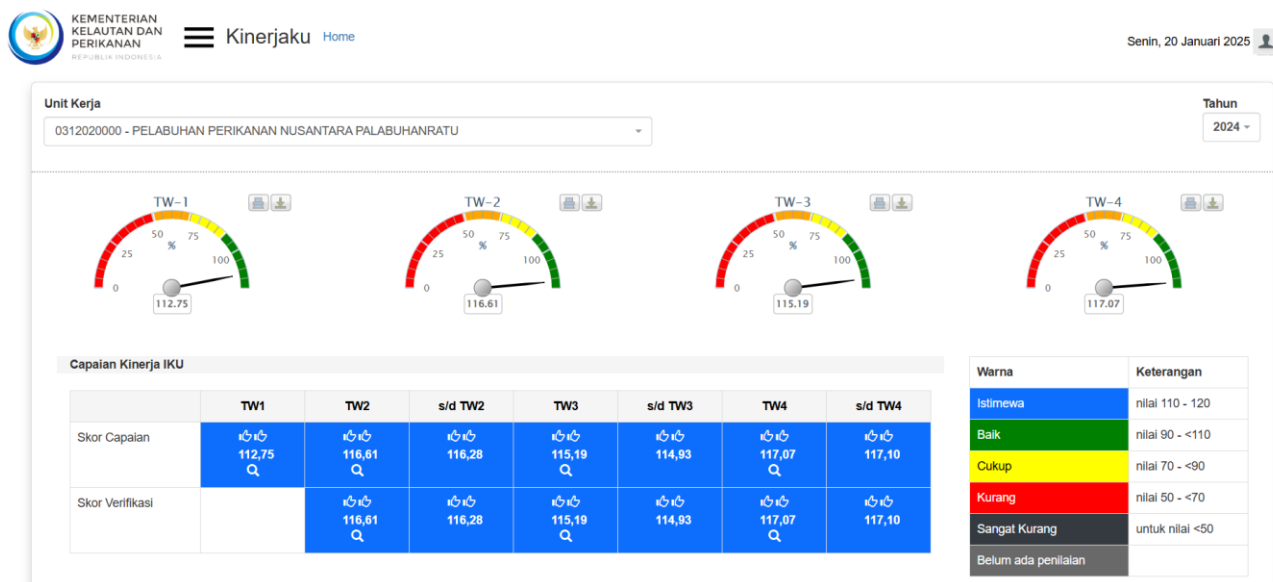 KEMENTERIAN
KELAUTAN DAN
PERIKANAN
REPUBLIK INDONESIA
Kinerjaku Home
Senin, 20 Januari 2025
Unit Kerja
Tahun
0312020000 - PELABUHAN PERIKANAN NUSANTARA PALABUHANRATU
2024
TW-1
0 25 50 75 100
%
112.75
TW-2
0 25 50 75 100
%
116.61
TW-3
0 25 50 75 100
%
115.19
TW-4
0 25 50 75 100
%
117.07
Capaian Kinerja IKU
TW1 TW2 s/d TW2 TW3 s/d TW3 TW4 s/d TW4
Skor Capaian 112,75 116,61 116,28 115,19 114,93 117,07 117,10
Skor Verifikasi 116,61 116,28 115,19 114,93 117,07 117,10
Warna Keterangan
Istimewa nilai 110 - 120
Baik nilai 90 - <110
Cukup nilai 70 - <90
Kurang nilai 50 - <70
Sangat Kurang untuk nilai <50
Belum ada penilaian